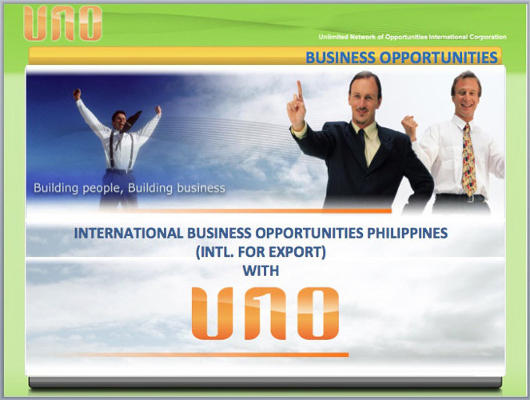 UNO
Unlimited Network of Opportunities International Corporation
BUSINESS OPPORTUNITIES
Building people, Building business
INTERNATIONAL BUSINESS OPPORTUNITIES PHILIPPINES
(INTL. FOR EXPORT)
WITH
UNO